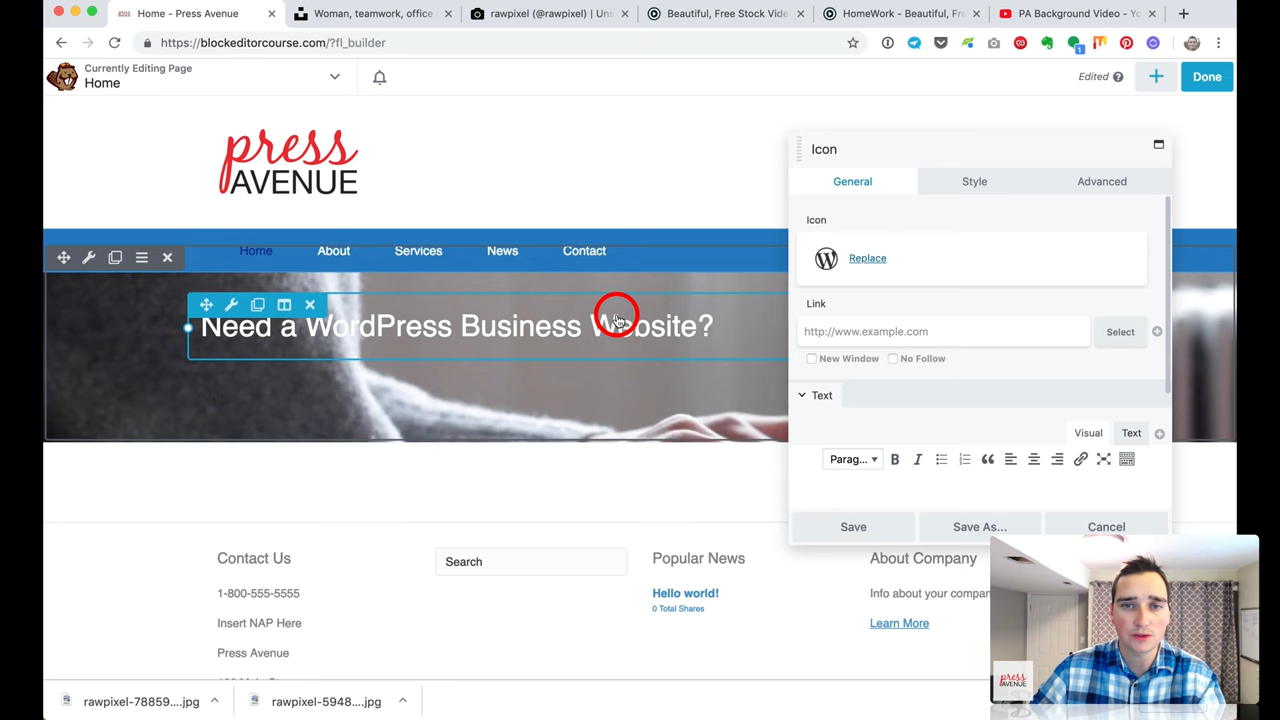 Home - Press Avenue
Woman, teamwork, office
rawpixel (@rawpixel) | Uns
Beautiful, Free Stock Vide
HomeWork - Beautiful, Fre
PA Background Video - Yo
https://blockeditorcourse.com/?fl_builder
1
Currently Editing Page
Home
Edited
Done
press
AVENUE
Home
About
Services
News
Contact
Need a WordPress Business Website?
Icon
General
Style
Advanced
Icon
Replace
Link
http://www.example.com
Select
New Window
No Follow
Text
Visual
Text
Parag...
B
I
Save
Save As...
Cancel
Contact Us
1-800-555-5555
Insert NAP Here
Press Avenue
Search
Popular News
Hello world!
0 Total Shares
About Company
Info about your compan
Learn More
press
AVENUE
rawpixel-78859....jpg
rawpixel-5948....jpg